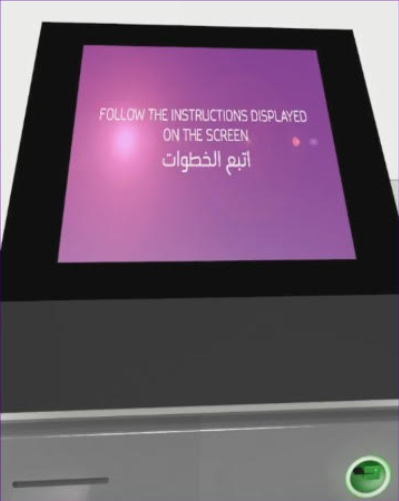 FOLLOW THE INSTRUCTIONS DISPLAYED
ON THE SCREEN
اتبع الخطوات